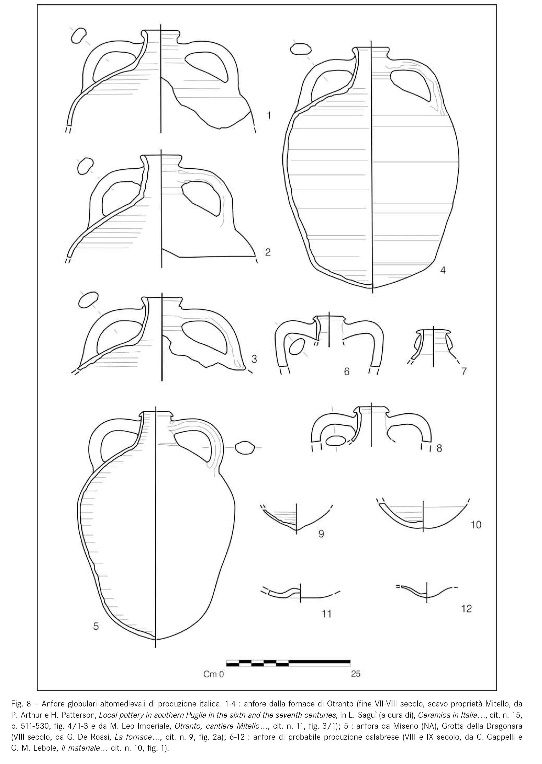 1
2
3
4
5
6
7
8
9
10
11
12
Cm 0 25
Fig. 8 – Anfore globulari altomedievali di produzione italica. 1-4 : anfore dalla fornace di Otranto (fine VII-VIII secolo, scavo proprietà Mitello, da
P. Arthur e H. Patterson, Local pottery in southern Puglia in the sixth and the seventh centuries, in L. Saguì (a cura di), Ceramica in Italia…, cit. n. 15,
p. 511-530, fig. 4/1-3 e da M. Leo Imperiale, Otranto, cantiere Mitello…, cit. n. 11, fig. 3/1); 5 : anfora da Miseno (NA), Grotta della Dragonara
(VIII secolo, da G. De Rossi, La fornace…, cit. n. 9, fig. 2a); 6-12 : anfore di probabile produzione calabrese (VIII e IX secolo, da C. Cappelli e
C. M. Lebole, Il materiale… cit. n. 10, fig. 1).